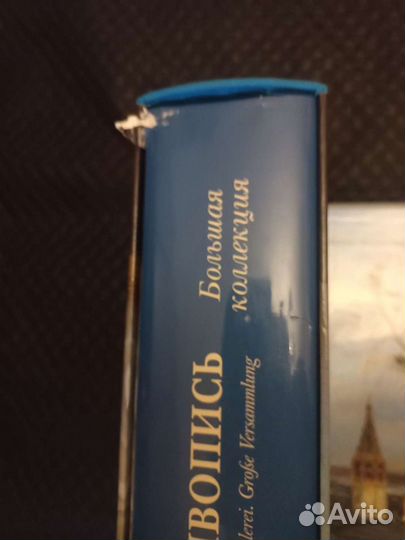 ИВОПИСЬ
Большая
коллекция
lerei. Große Versammlung
Avito